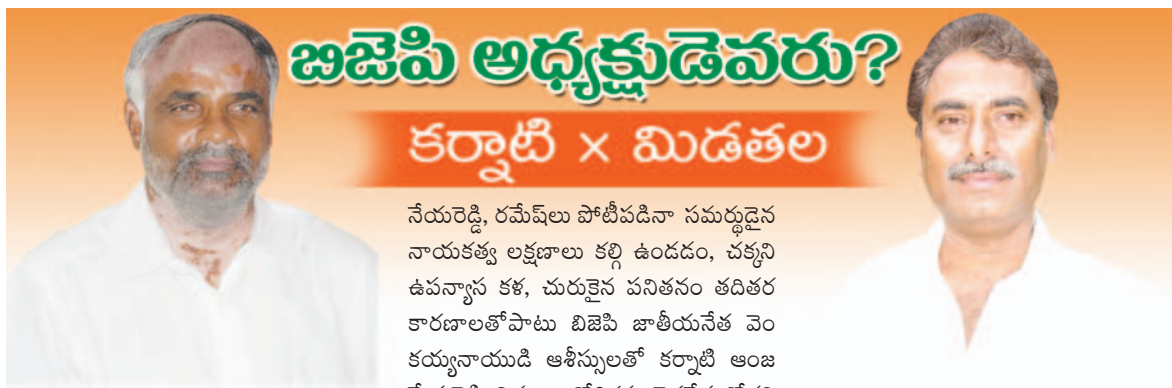 బిజెపి అధ్యక్షుడెవరు?
కర్నాటి × మిడతల
నేయరెడ్డి, రమేష్‌లు పోటీపడినా సమర్థుడైన
నాయకత్వ లక్షణాలు కల్గి ఉండడం, చక్కని
ఉపన్యాస కళ, చురుకైన పనితనం తదితర
కారణాలతోపాటు బిజెపి జాతీయనేత వెం
కయ్యనాయుడి ఆశీస్సులతో కర్నాటి ఆంజ